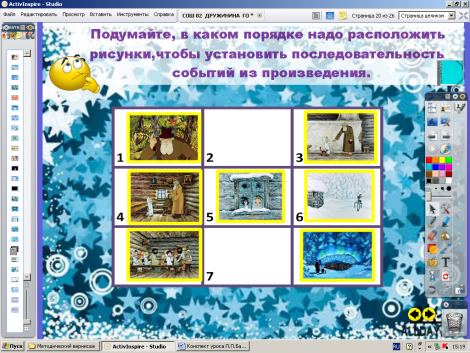 ActivInspire - Studio
Файл Редактировать Просмотр Вставить Инструменты Справка
СОШ 82 ДРУЖИНИНА ГО *
Страница 20 из 26
Страница целиком
Подумайте, в каком порядке надо расположить
рисунки,чтобы установить последовательность
событий из произведения.
1 2 3
4 5 6
7
ALLDAY
Пуск
Методический вернисаж
ActivInspire - Studio
Конспект урока П.П.Ба...
RU
15:19